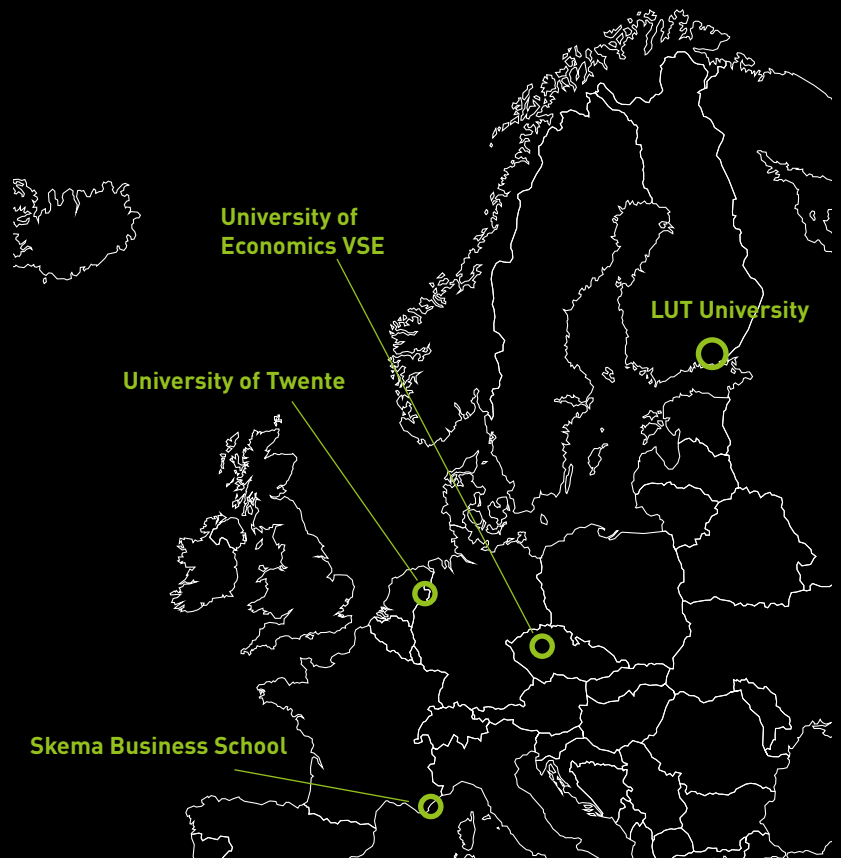 University of
Economics VSE
LUT University
University of Twente
Skema Business School